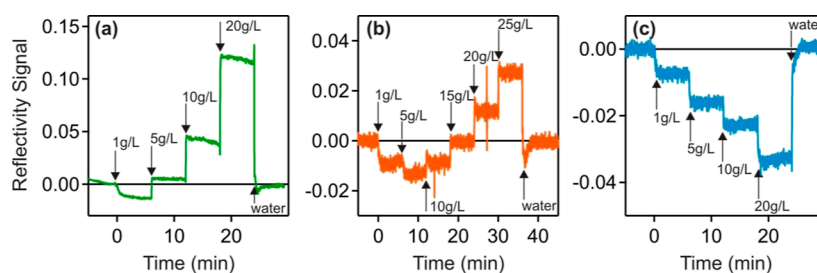 Reflectivity Signal
(a)
0.15
0.10
0.05
0.00
1g/L
5g/L
10g/L
20g/L
water
0 10 20
Time (min)
(b)
0.04
0.02
0.00
-0.02
1g/L
5g/L
10g/L
15g/L
20g/L
25g/L
water
0 10 20 30 40
Time (min)
(c)
0.00
-0.02
-0.04
1g/L
5g/L
10g/L
20g/L
wate
0 10 20
Time (min)